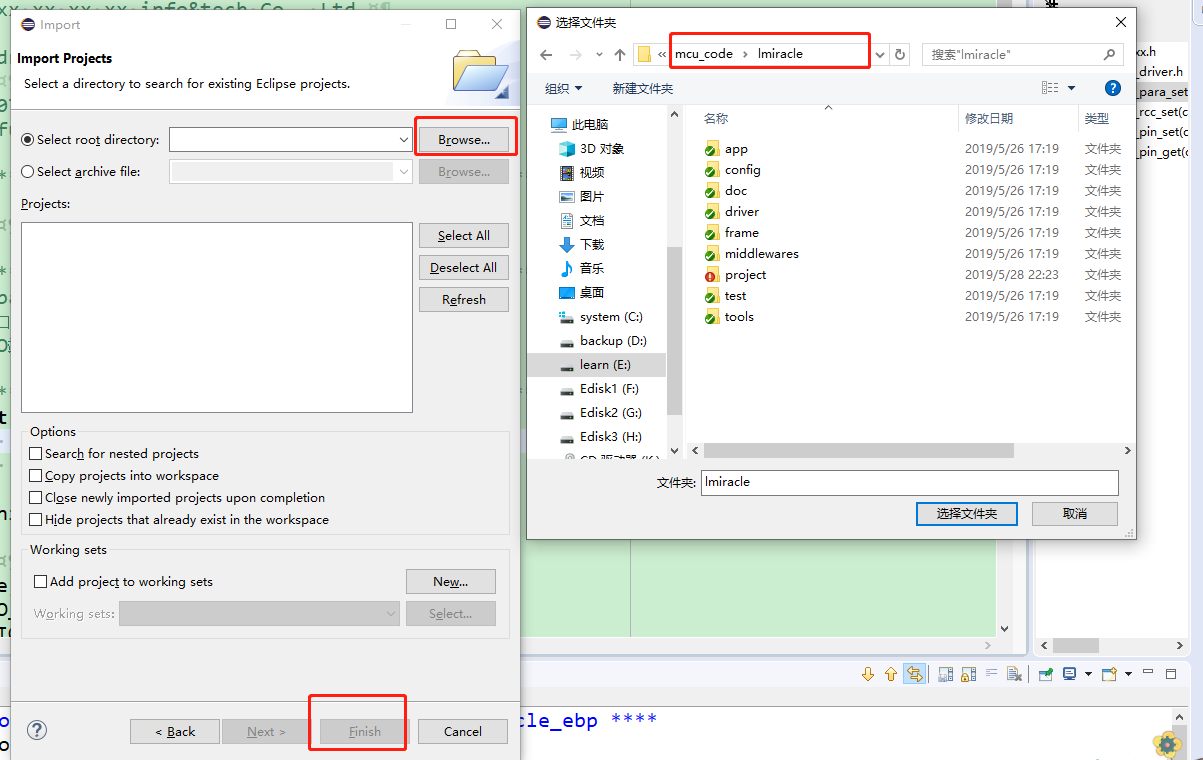 Import
Import Projects
Select a directory to search for existing Eclipse projects.
Select root directory:
Browse...
Select archive file:
Browse...
Projects:
Select All
Deselect All
Refresh
Options
Search for nested projects
Copy projects into workspace
Close newly imported projects upon completion
Hide projects that already exist in the workspace
Working sets
Add project to working sets
New...
Working sets:
Select...
< Back
Next >
Finish
Cancel
选择文件夹
« mcu_code › lmiracle
搜索"lmiracle"
组织
新建文件夹
此电脑
3D 对象
视频
图片
文档
下载
音乐
桌面
system (C:)
backup (D:)
learn (E:)
Edisk1 (F:)
Edisk2 (G:)
Edisk3 (H:)
名称 修改日期 类型
app 2019/5/26 17:19 文件夹
config 2019/5/26 17:19 文件夹
doc 2019/5/26 17:19 文件夹
driver 2019/5/26 17:19 文件夹
frame 2019/5/26 17:19 文件夹
middlewares 2019/5/26 17:19 文件夹
project 2019/5/28 22:23 文件夹
test 2019/5/26 17:19 文件夹
tools 2019/5/26 17:19 文件夹
文件夹: lmiracle
选择文件夹
取消
xx.h
_driver.h
_para_set
_rcc_set(c
_pin_set(c
_pin_get(c
cle_ebp ****